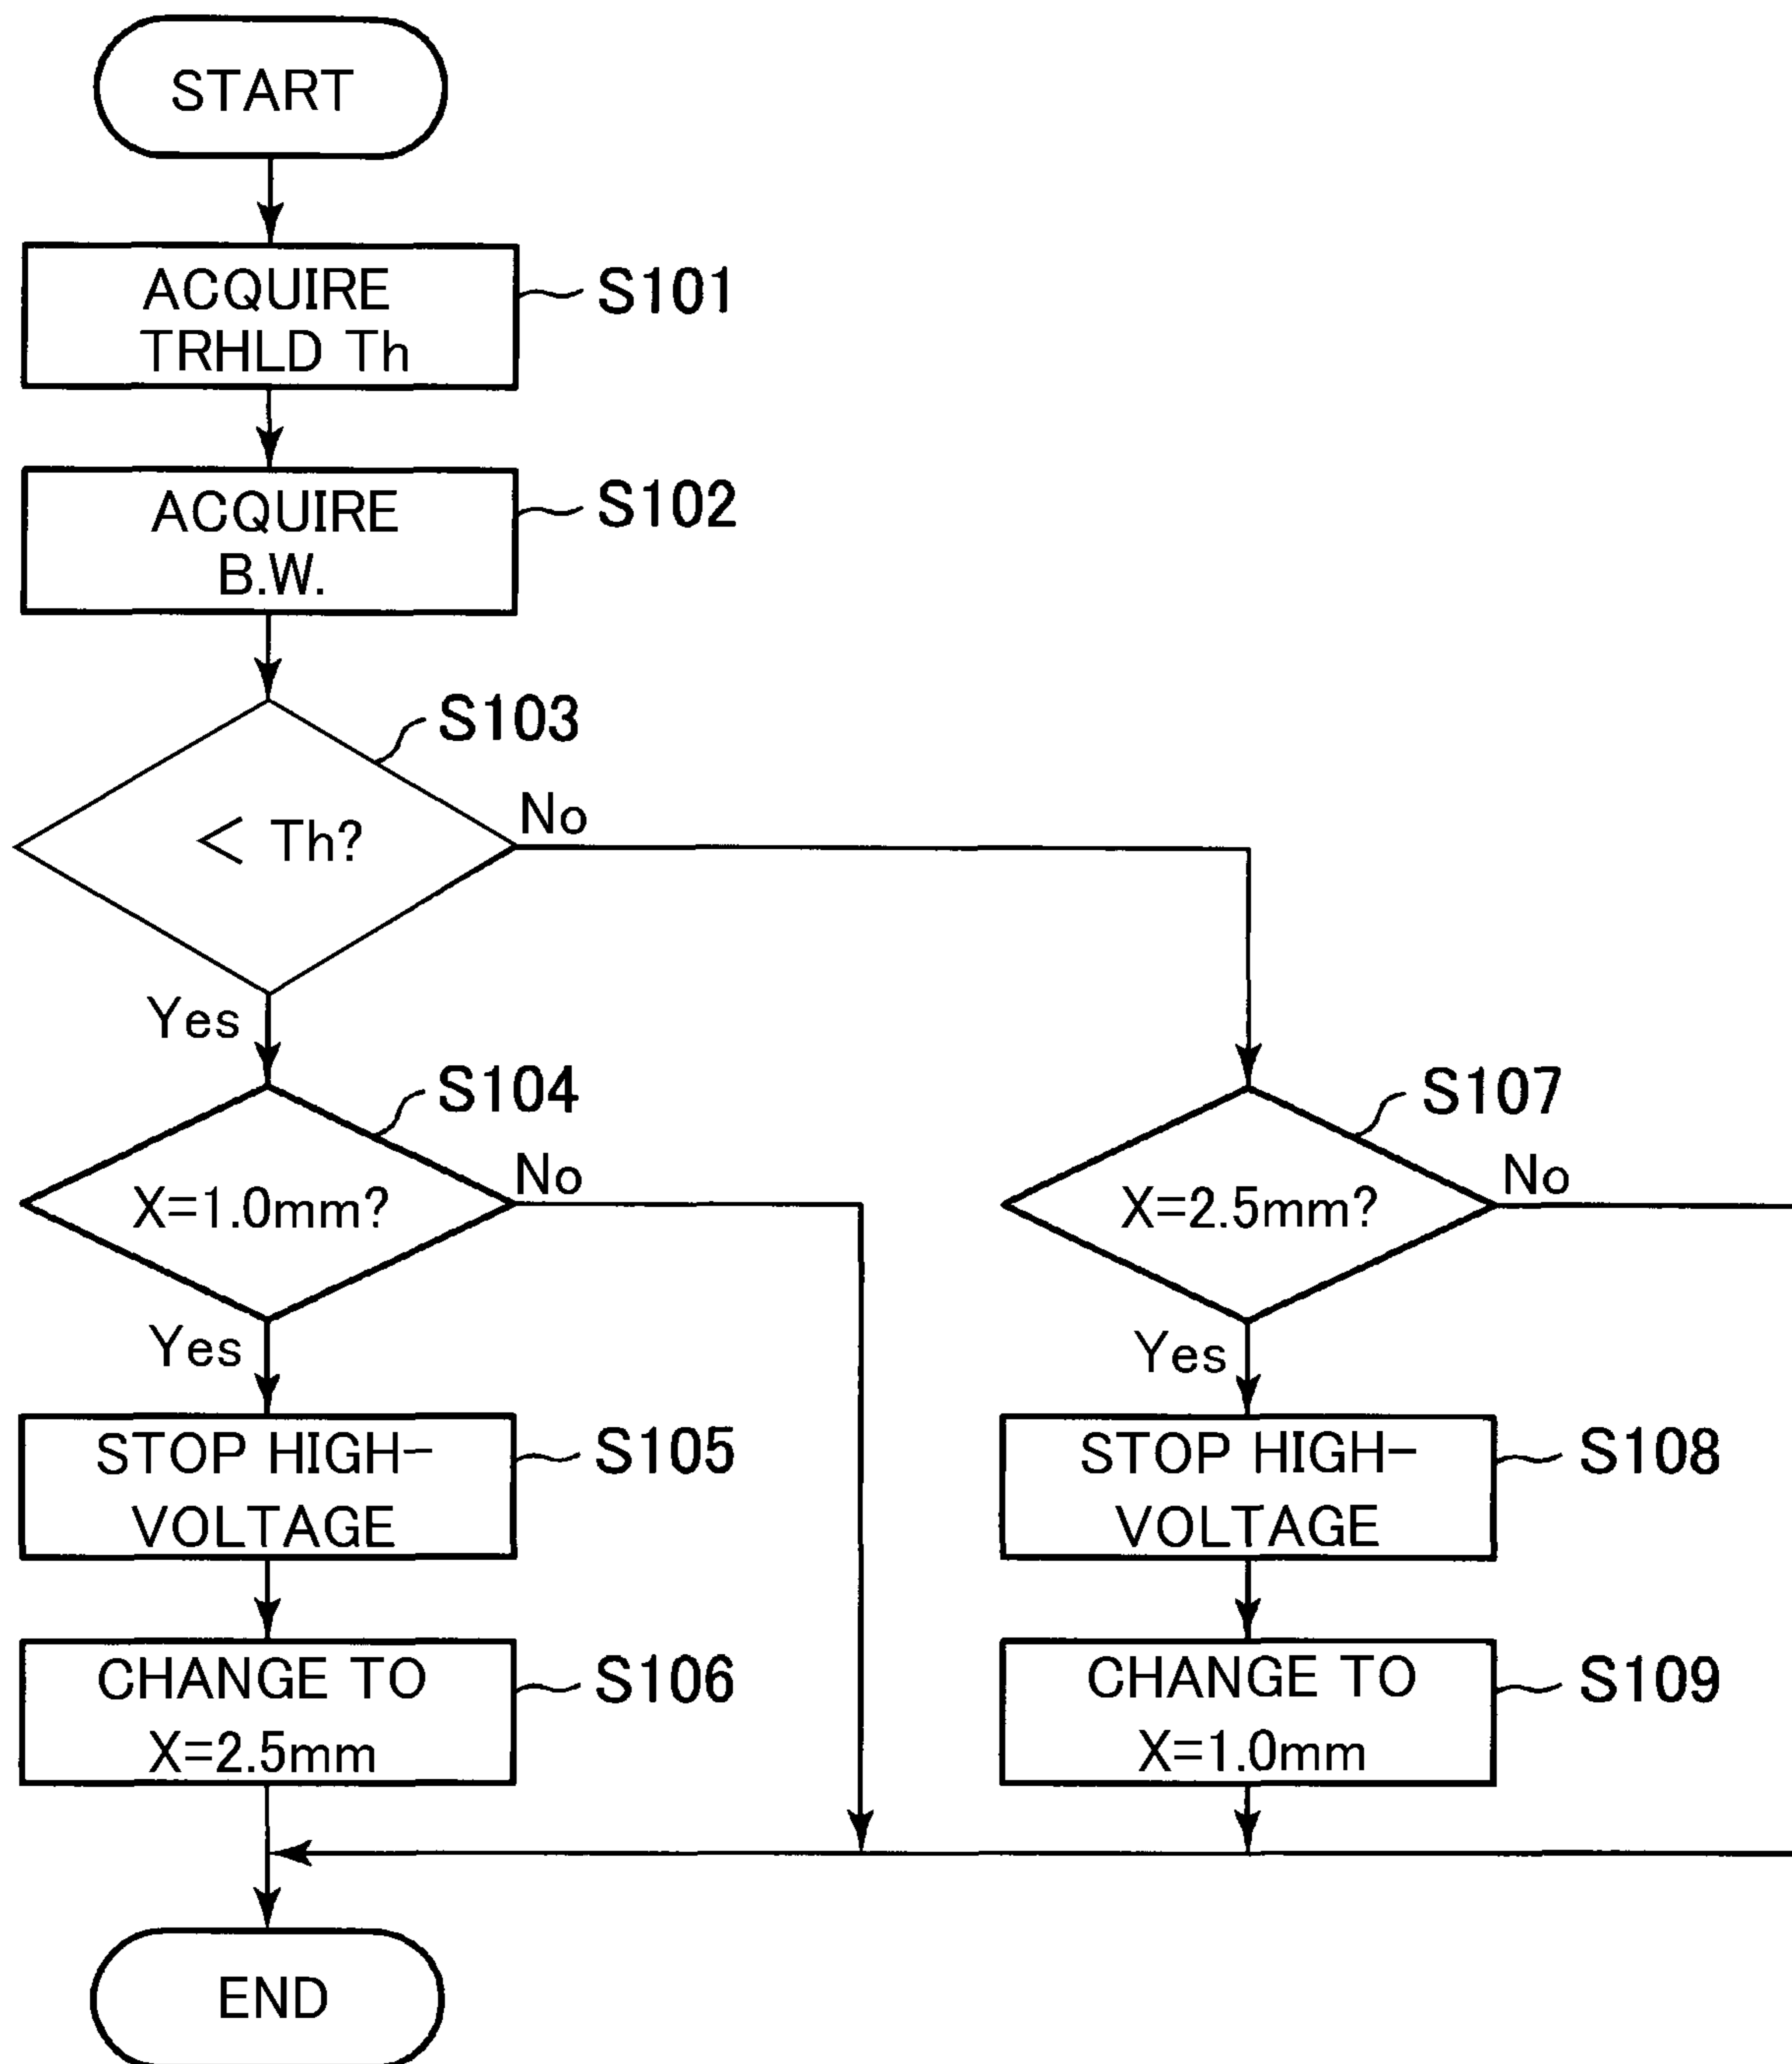 START
ACQUIRE
TRHLD Th
S101
ACQUIRE
B.W.
S102
S103
< Th?
No
Yes
S104
X=1.0mm?
No
S107
X=2.5mm?
No
Yes
Yes
STOP HIGH-
VOLTAGE
S105
STOP HIGH-
VOLTAGE
S108
CHANGE TO
X=2.5mm
S106
CHANGE TO
X=1.0mm
S109
END